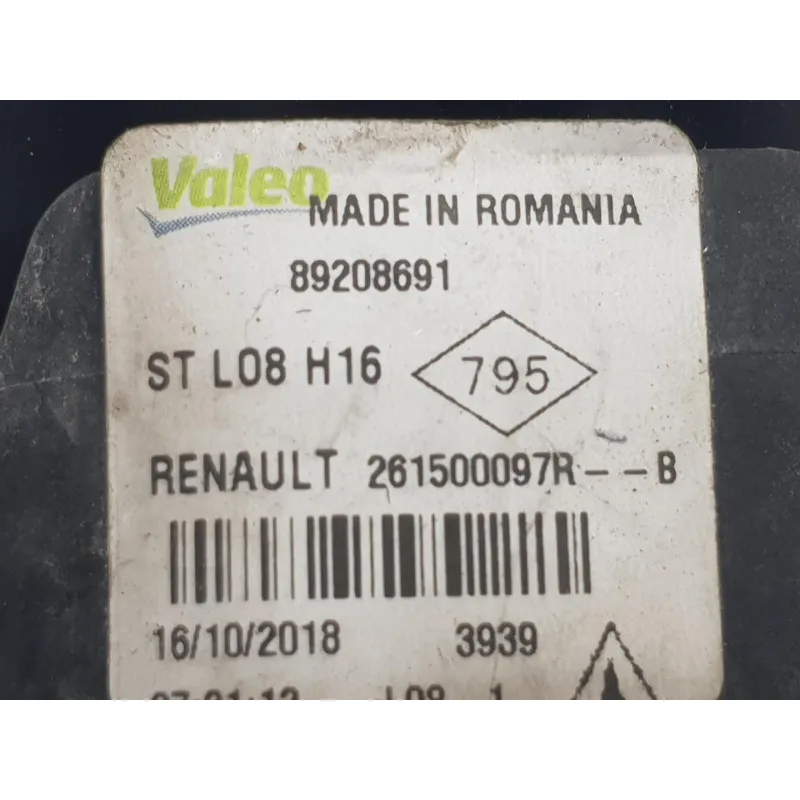 Valeo MADE IN ROMANIA
89208691
ST L08 H16 795
RENAULT 261500097R--B
16/10/2018 3939